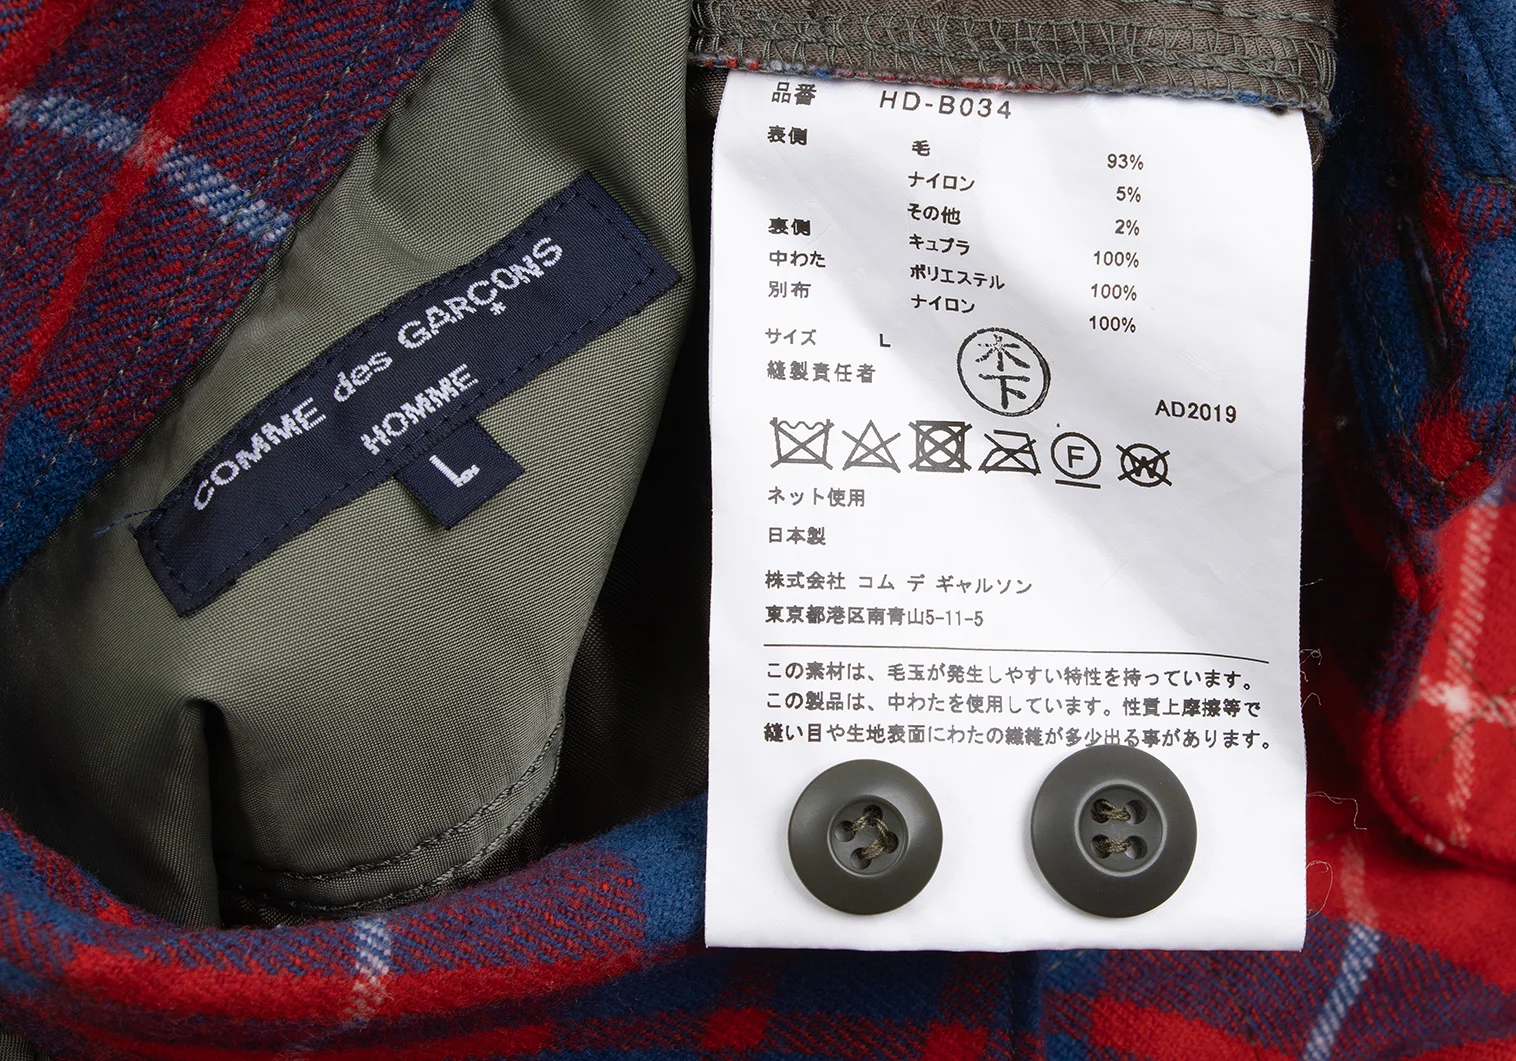 COMME des GARÇONS
HOMME
L
品番 HD-B034
表側 毛 93%
ナイロン 5%
その他 2%
裏側 キュプラ 100%
中わた ポリエステル 100%
別布 ナイロン 100%
サイズ L
縫製責任者 木下
AD2019
F W
ネット使用
日本製
株式会社 コム デ ギャルソン
東京都港区南青山5-11-5
この素材は、毛玉が発生しやすい特性を持っています。
この製品は、中わたを使用しています。性質上摩擦等で
縫い目や生地表面にわたの繊維が多少出る事があります。